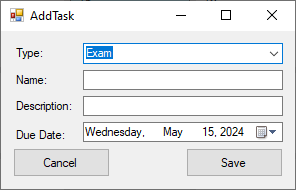 AddTask
Type: Exam
Name:
Description:
Due Date: Wednesday, May 15, 2024
Cancel Save